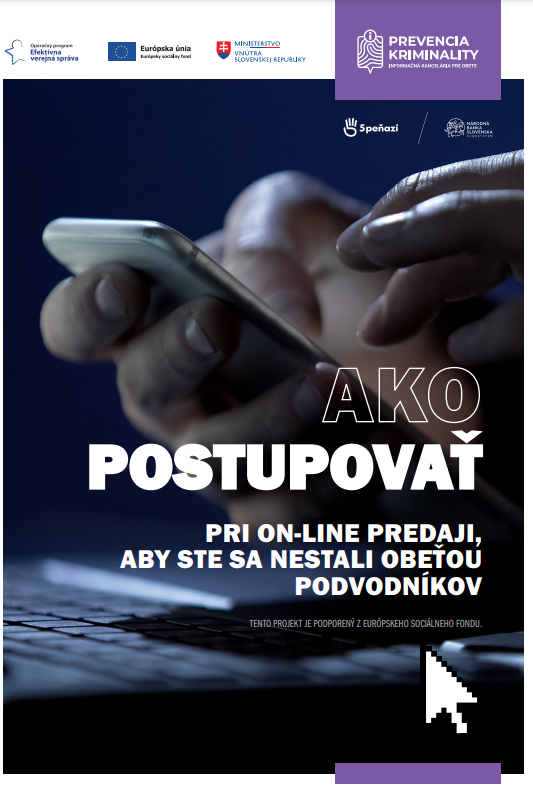 Operačný program
Efektívna
verejná správa
Európska únia
Európsky sociálny fond
MINISTERSTVO
VNÚTRA
SLOVENSKEJ REPUBLIKY
PREVENCIA
KRIMINALITY
INFORMAČNÁ KANCELÁRIA PRE OBETE
5peňazí
NÁRODNÁ
BANKA
SLOVENSKA
EUROSYSTÉM
AKO
POSTUPOVAŤ
PRI ON-LINE PREDAJI,
ABY STE SA NESTALI OBEŤOU
PODVODNÍKOV
TENTO PROJEKT JE PODPORENÝ Z EURÓPSKEHO SOCIÁLNEHO FONDU.